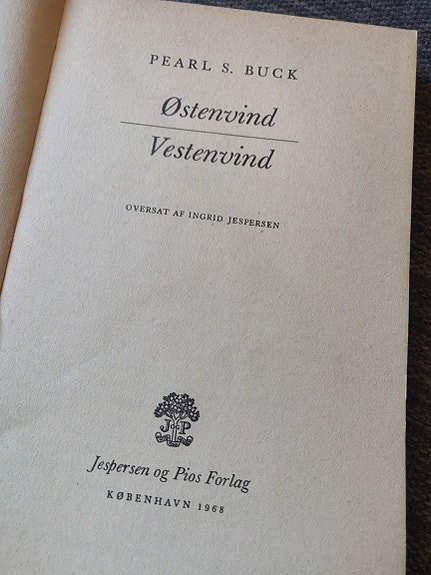 PEARL S. BUCK
Østenvind
Vestenvind
OVERSAT AF INGRID JESPERSEN
J & P
Jespersen og Pios Forlag
KØBENHAVN 1968